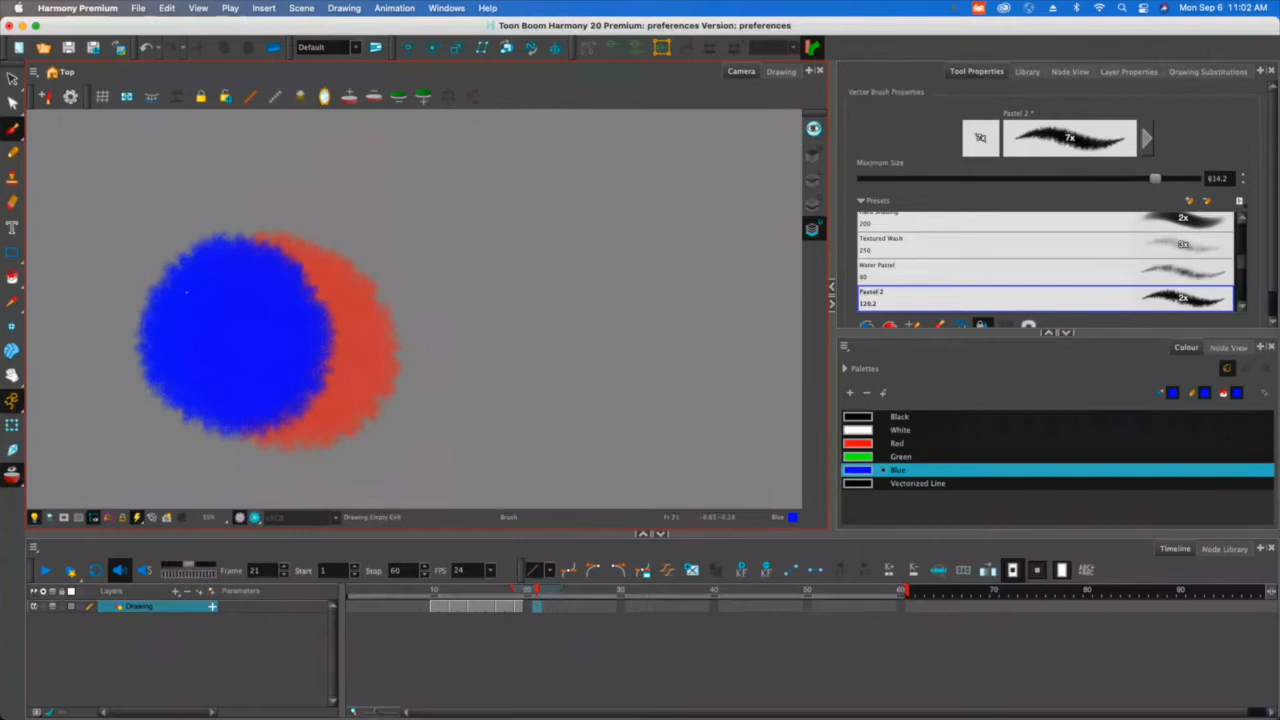 Harmony Premium File Edit View Play Insert Scene Drawing Animation Windows Help Mon Sep 6 11:02 AM
Toon Boom Harmony 20 Premium: preferences Version: preferences
Default
Top Camera Drawing
Tool Properties Library Node View Layer Properties Drawing Substitutions
Vector Brush Properties
Pastel 2 *
7x
Maximum Size
614.2
Presets
200 2x
Textured Wash
250 3x
Water Pastel
80
Pastel 2
120.2 2x
Colour Node View
Palettes
Black
White
Red
Green
Blue
Vectorized Line
55% Drawing Empty Cell Brush Fr 21 Blue
Timeline Node Library
Frame 21 Start 1 Stop 60 FPS 24
Layers Parameters 10 20 30 40 50 60 70 80 90
Drawing